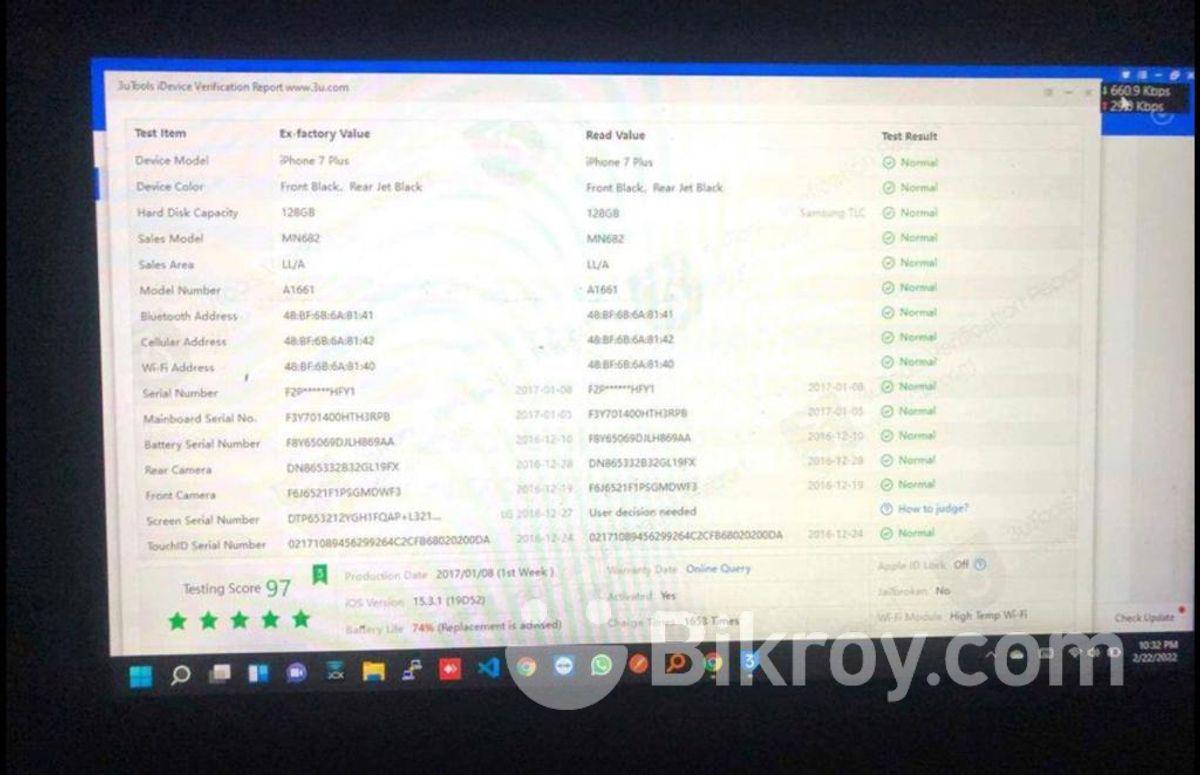 3uTools iDevice Verification Report www.3u.com
660.9 Kbps
Kbps
Test Item Ex-factory Value Read Value Test Result
Device Model iPhone 7 Plus iPhone 7 Plus Normal
Device Color Front Black, Rear Jet Black Front Black, Rear Jet Black Normal
Hard Disk Capacity 128GB 128GB Samsung TLC Normal
Sales Model MN682 MN682 Normal
Sales Area LL/A LL/A Normal
Model Number A1661 A1661 Normal
Bluetooth Address 48:BF:6B:6A:81:41 48:BF:6B:6A:81:41 Normal
Cellular Address 48:BF:6B:6A:81:42 48:BF:6B:6A:81:42 Normal
Wi-Fi Address 48:BF:6B:6A:81:40 48:BF:6B:6A:81:40 Normal
Serial Number F2P******HFY1 2017-01-08 F2P******HFY1 2017-01-08 Normal
Mainboard Serial No. F3Y701400HTH3RPB 2017-01-05 F3Y701400HTH3RPB 2017-01-05 Normal
Battery Serial Number F8Y65069DJLH869AA 2016-12-10 F8Y65069DJLH869AA 2016-12-10 Normal
Rear Camera DN865332B32GL19FX 2016-12-28 DN865332B32GL19FX 2016-12-28 Normal
Front Camera F6J6521F1PSGMDWF3 2016-12-19 F6J6521F1PSGMDWF3 2016-12-19 Normal
Screen Serial Number DTP653212YGH1FQAP+L321... 2016-12-27 User decision needed How to judge?
TouchID Serial Number 02171089456299264C2CFB68020200DA 2016-12-24 02171089456299264C2CFB68020200DA 2016-12-24 Normal
Testing Score 97
Production Date 2017/01/08 (1st Week) Warranty Date Online Query Apple ID Lock Off
iOS Version 15.3.1 (19D52) Activated Yes Jailbroken No
Battery Life 74% (Replacement is advised) Charge Times 1658 Times Wi-Fi Module High Temp Wi-Fi
Check Update
Bikroy.com
10:32 PM
2/22/2022